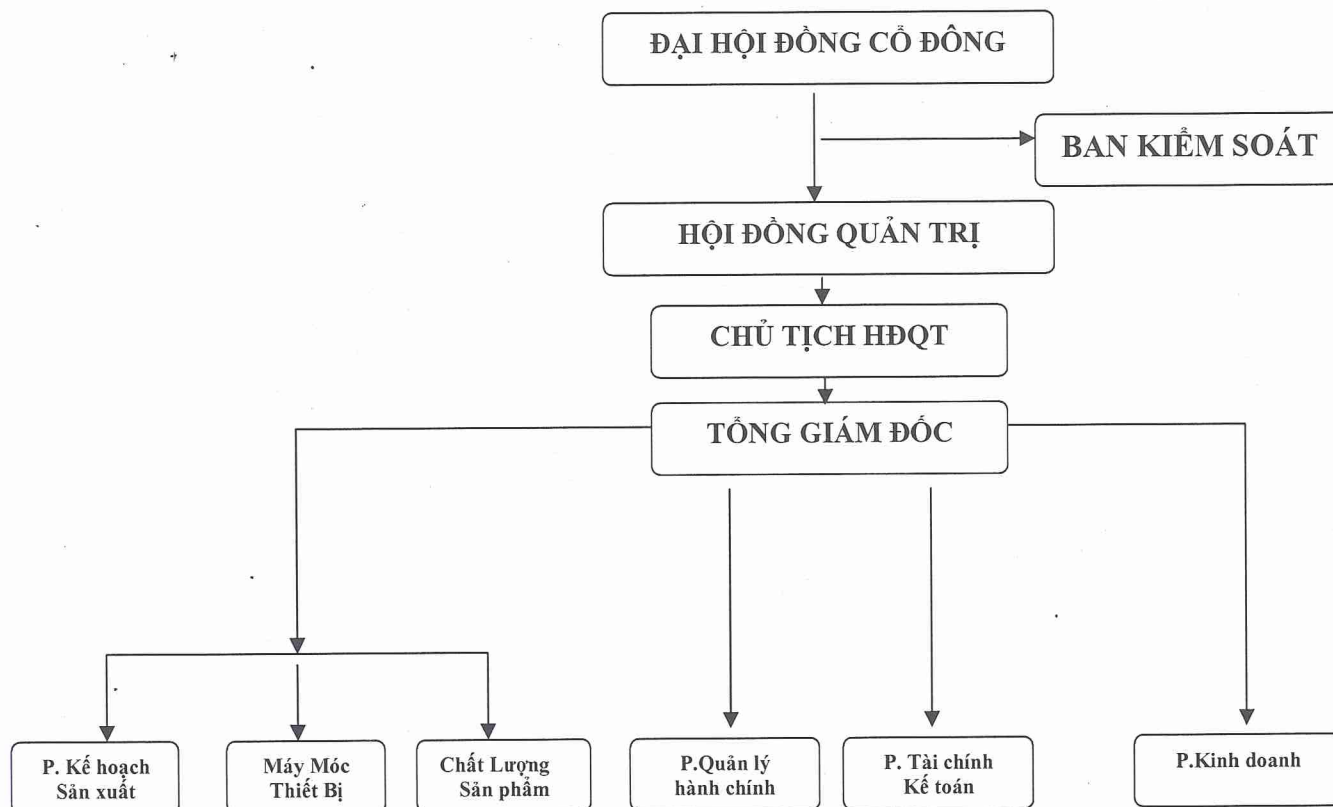 ĐẠI HỘI ĐỒNG CỔ ĐÔNG
BAN KIỂM SOÁT
HỘI ĐỒNG QUẢN TRỊ
CHỦ TỊCH HĐQT
TỔNG GIÁM ĐỐC
P. Kế hoạch
Sản xuất
Máy Móc
Thiết Bị
Chất Lượng
Sản phẩm
P.Quản lý
hành chính
P. Tài chính
Kế toán
P.Kinh doanh